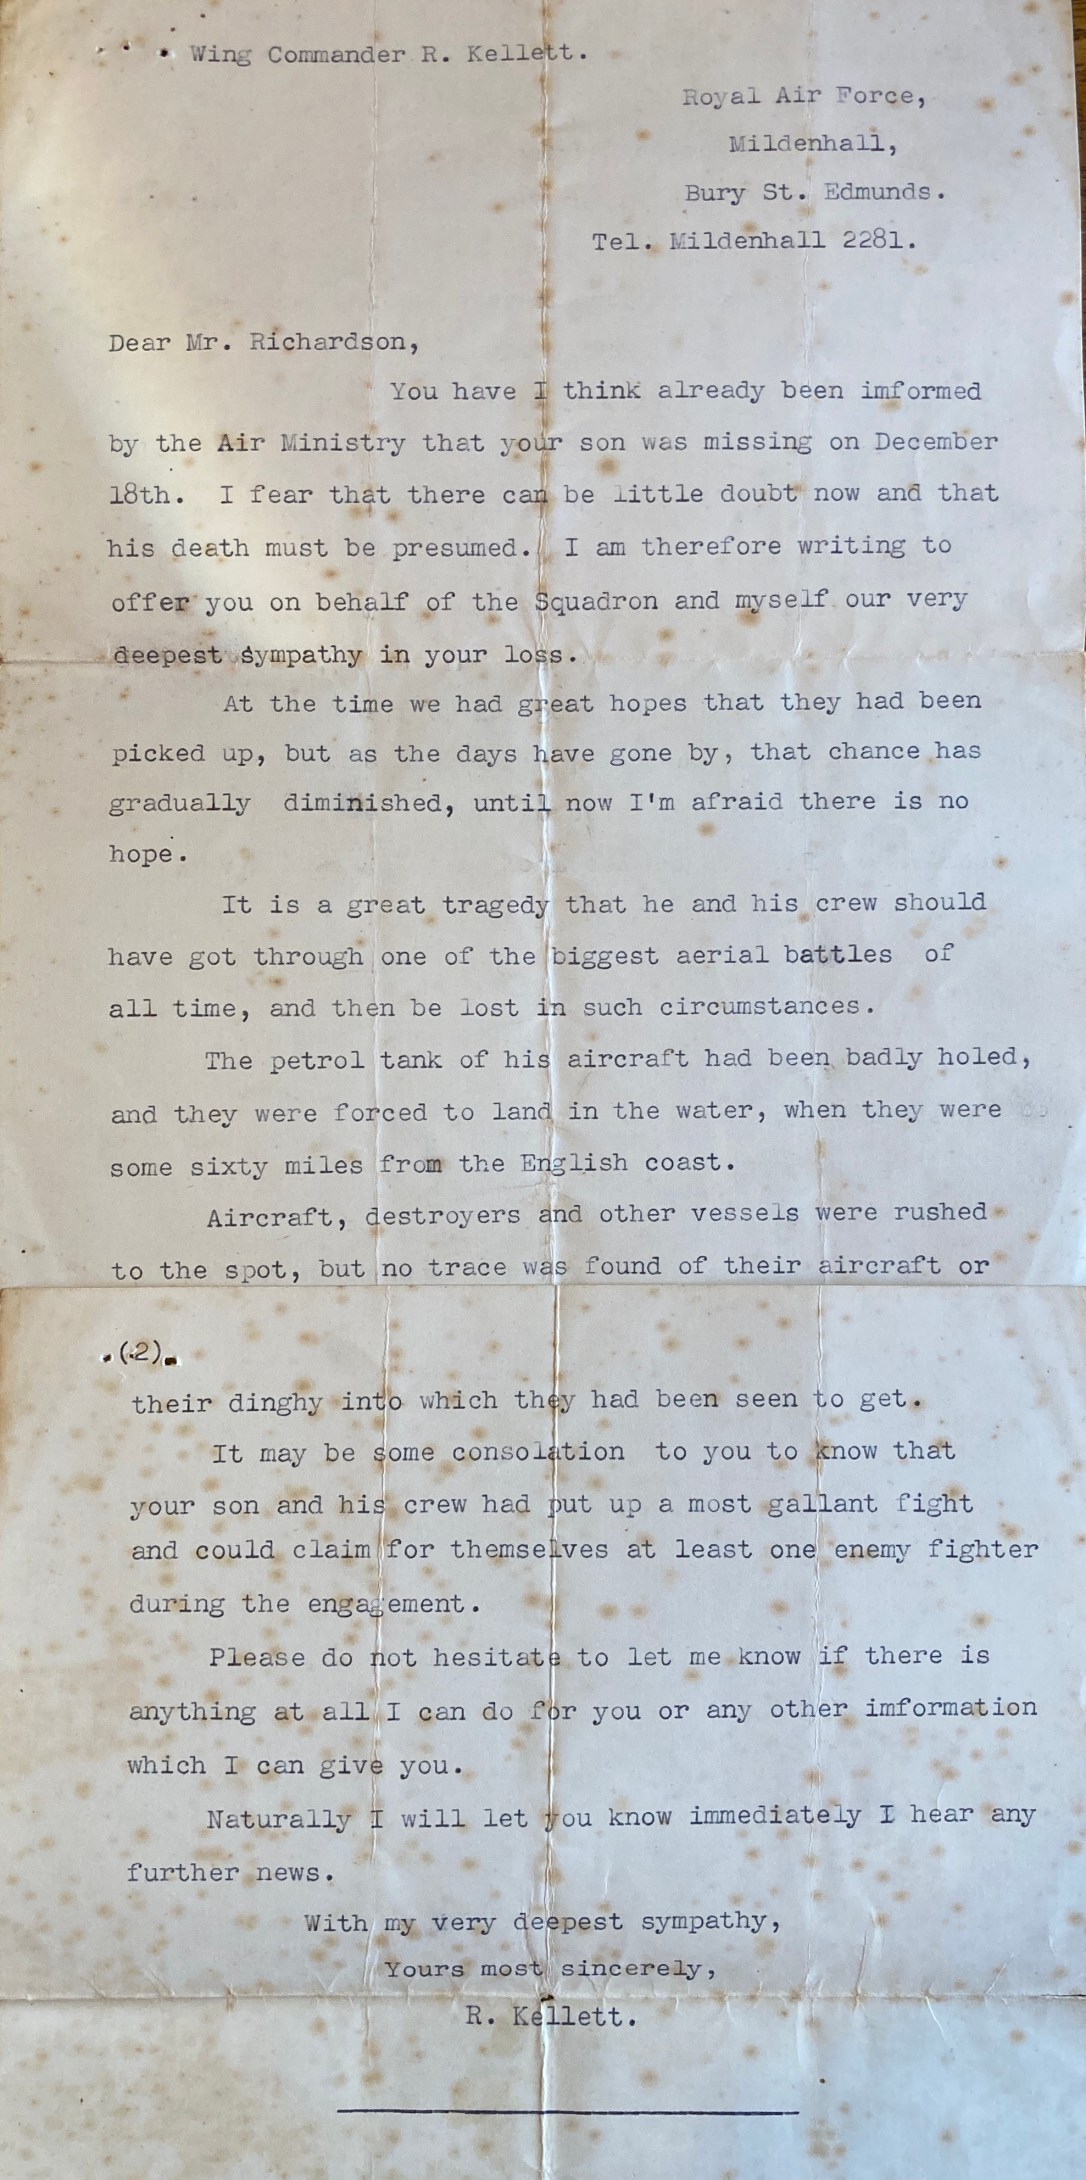 Wing Commander R. Kellett.
Royal Air Force,
Mildenhall,
Bury St. Edmunds.
Tel. Mildenhall 2281.
Dear Mr. Richardson,
You have I think already been imformed
by the Air Ministry that your son was missing on December
18th. I fear that there can be little doubt now and that
his death must be presumed. I am therefore writing to
offer you on behalf of the Squadron and myself our very
deepest sympathy in your loss.
At the time we had great hopes that they had been
picked up, but as the days have gone by, that chance has
gradually diminished, until now I'm afraid there is no
hope.
It is a great tragedy that he and his crew should
have got through one of the biggest aerial battles of
all time, and then be lost in such circumstances.
The petrol tank of his aircraft had been badly holed,
and they were forced to land in the water, when they were
some sixty miles from the English coast.
Aircraft, destroyers and other vessels were rushed
to the spot, but no trace was found of their aircraft or
(2)
their dinghy into which they had been seen to get.
It may be some consolation to you to know that
your son and his crew had put up a most gallant fight
and could claim for themselves at least one enemy fighter
during the engagement.
Please do not hesitate to let me know if there is
anything at all I can do for you or any other imformation
which I can give you.
Naturally I will let you know immediately I hear any
further news.
With my very deepest sympathy,
Yours most sincerely,
R. Kellett.